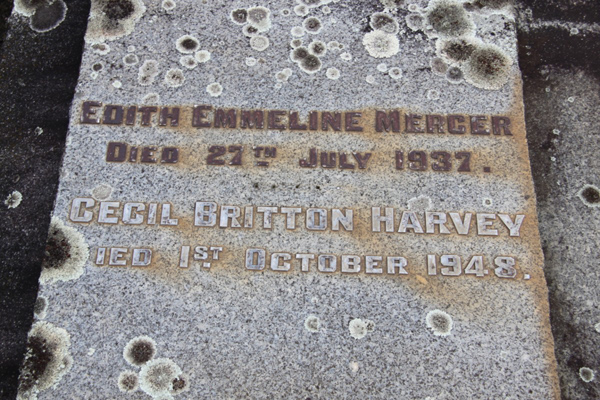 Edith Emmeline Mercer
Died 27th July 1937.
Cecil Britton Harvey
ied 1st October 1948.